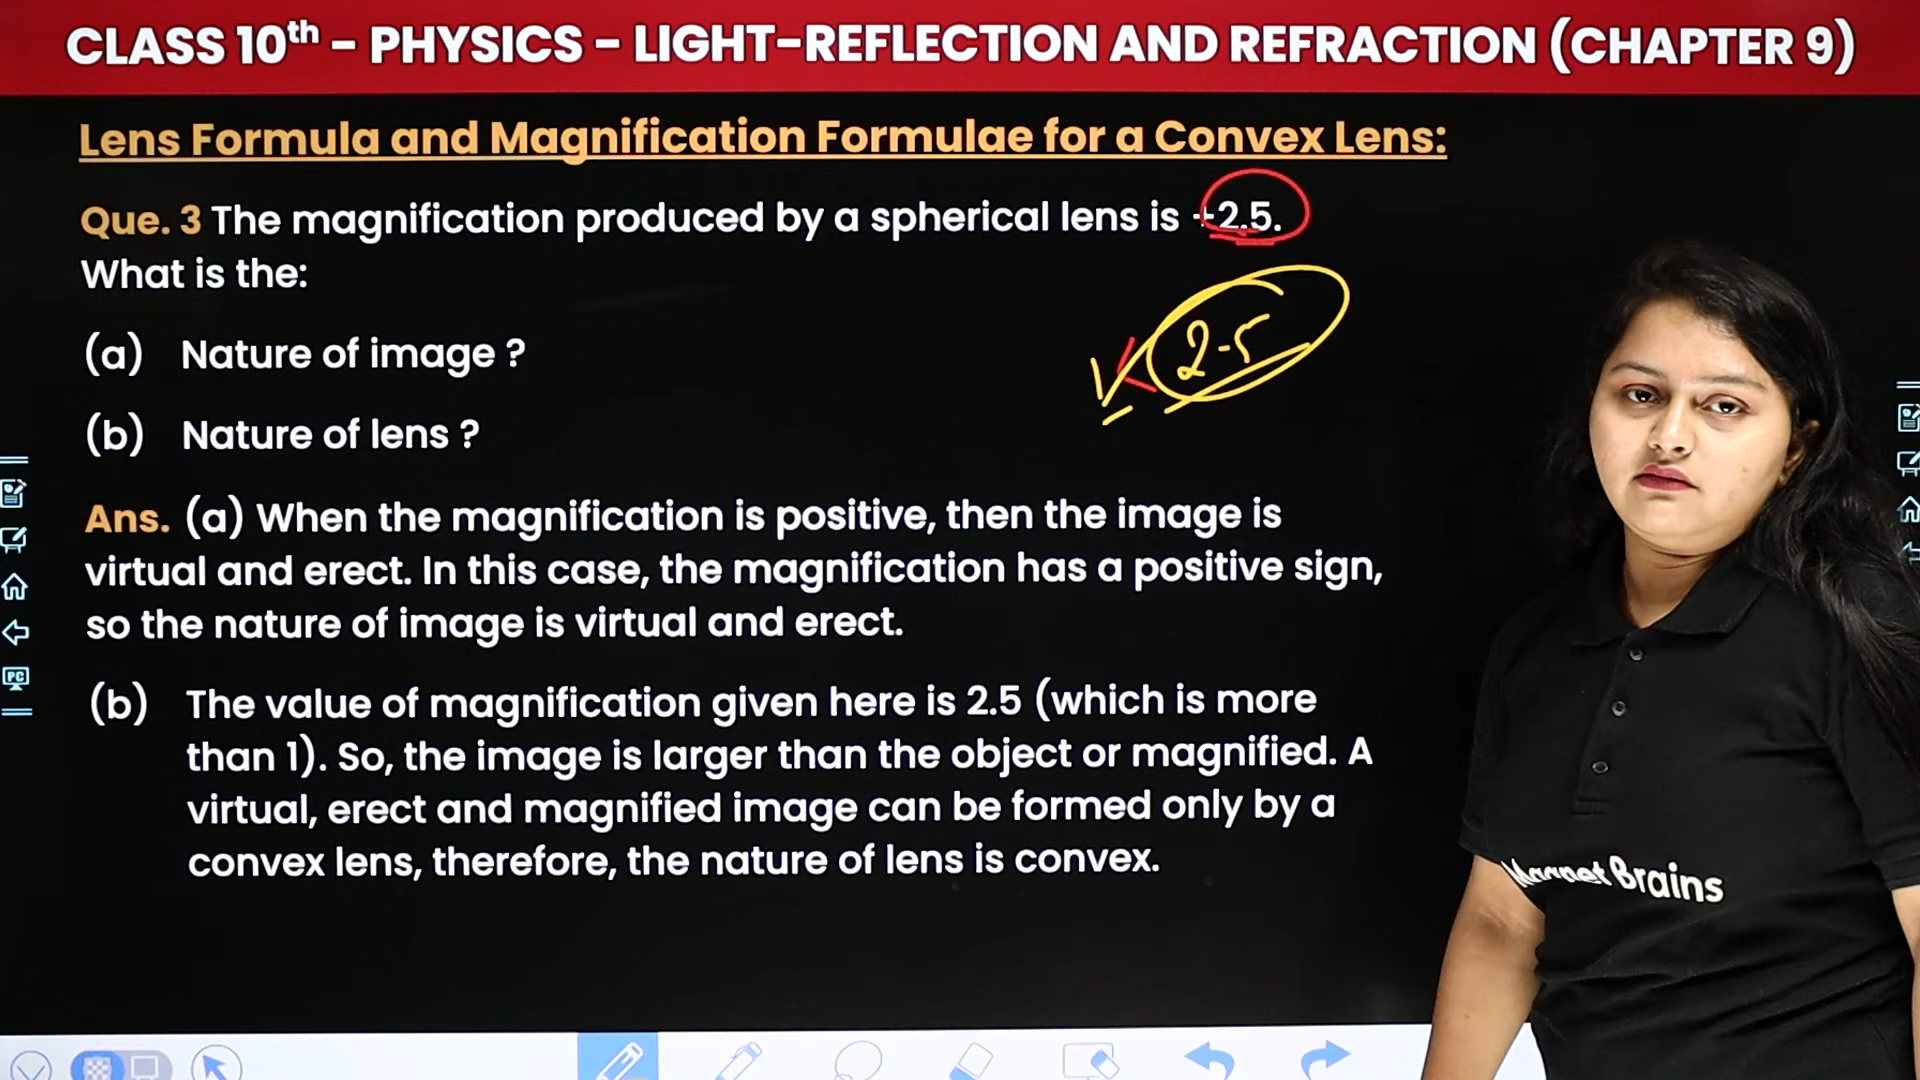 CLASS 10th - PHYSICS - LIGHT-REFLECTION AND REFRACTION (CHAPTER 9)
Lens Formula and Magnification Formulae for a Convex Lens:
Que. 3 The magnification produced by a spherical lens is +2.5.
What is the:
(a) Nature of image ?
2.5
(b) Nature of lens ?
Ans. (a) When the magnification is positive, then the image is
virtual and erect. In this case, the magnification has a positive sign,
so the nature of image is virtual and erect.
(b) The value of magnification given here is 2.5 (which is more
than 1). So, the image is larger than the object or magnified. A
virtual, erect and magnified image can be formed only by a
convex lens, therefore, the nature of lens is convex.
PC
Magnet Brains